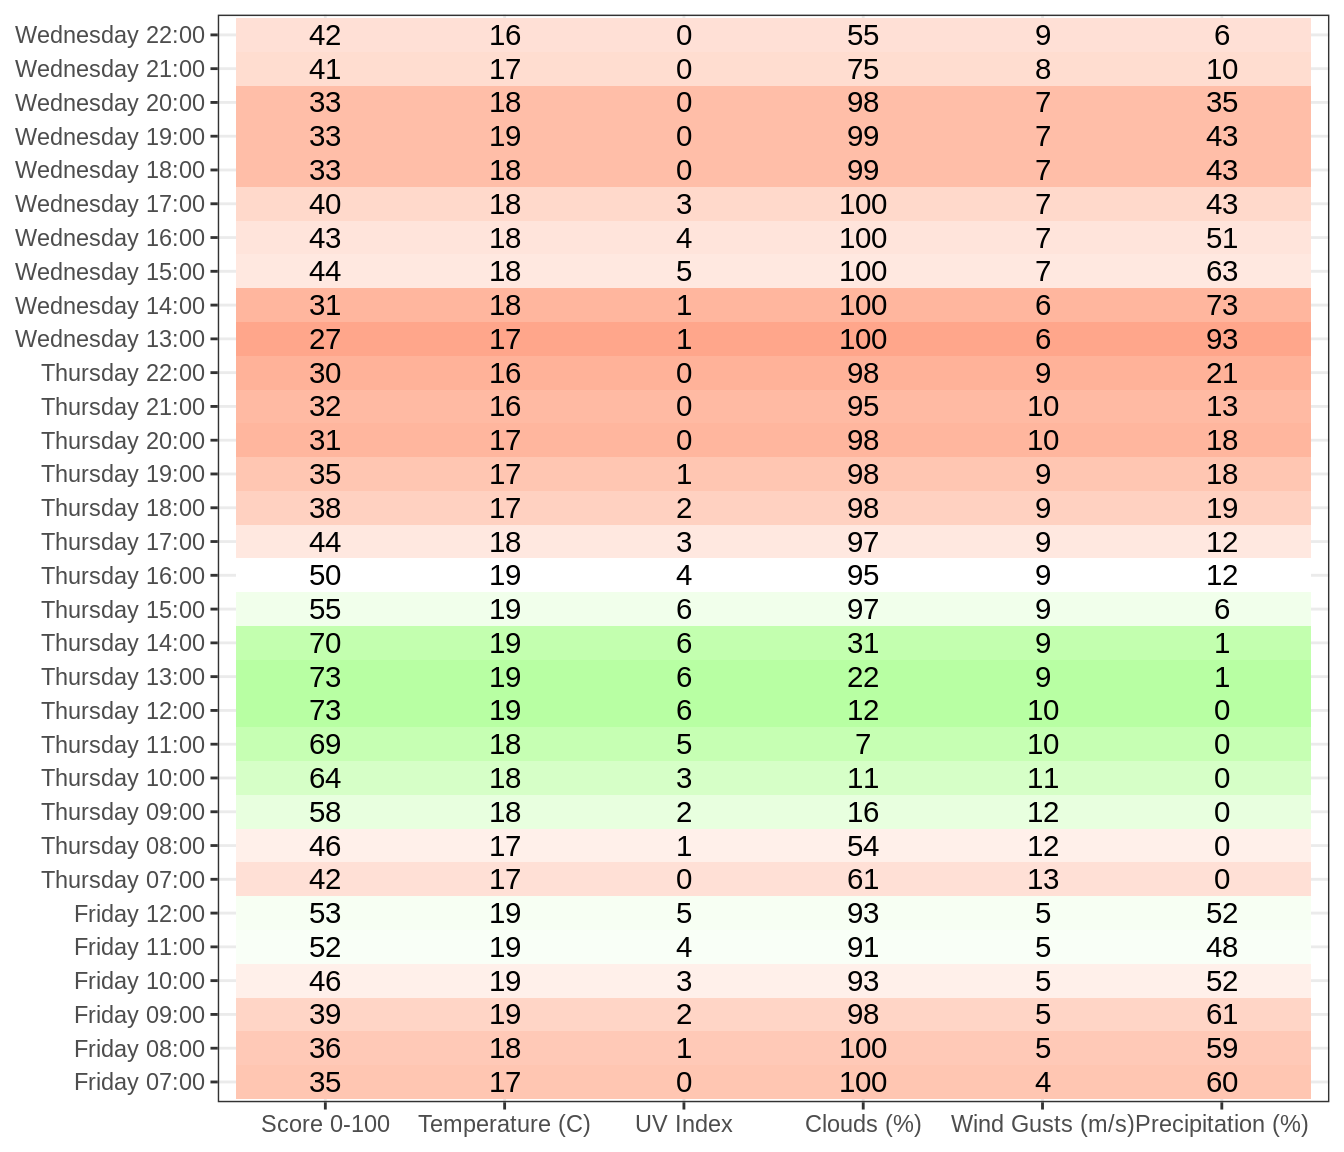 Wednesday 22:00 42 16 0 55 9 6
Wednesday 21:00 41 17 0 75 8 10
Wednesday 20:00 33 18 0 98 7 35
Wednesday 19:00 33 19 0 99 7 43
Wednesday 18:00 33 18 0 99 7 43
Wednesday 17:00 40 18 3 100 7 43
Wednesday 16:00 43 18 4 100 7 51
Wednesday 15:00 44 18 5 100 7 63
Wednesday 14:00 31 18 1 100 6 73
Wednesday 13:00 27 17 1 100 6 93
Thursday 22:00 30 16 0 98 9 21
Thursday 21:00 32 16 0 95 10 13
Thursday 20:00 31 17 0 98 10 18
Thursday 19:00 35 17 1 98 9 18
Thursday 18:00 38 17 2 98 9 19
Thursday 17:00 44 18 3 97 9 12
Thursday 16:00 50 19 4 95 9 12
Thursday 15:00 55 19 6 97 9 6
Thursday 14:00 70 19 6 31 9 1
Thursday 13:00 73 19 6 22 9 1
Thursday 12:00 73 19 6 12 10 0
Thursday 11:00 69 18 5 7 10 0
Thursday 10:00 64 18 3 11 11 0
Thursday 09:00 58 18 2 16 12 0
Thursday 08:00 46 17 1 54 12 0
Thursday 07:00 42 17 0 61 13 0
Friday 12:00 53 19 5 93 5 52
Friday 11:00 52 19 4 91 5 48
Friday 10:00 46 19 3 93 5 52
Friday 09:00 39 19 2 98 5 61
Friday 08:00 36 18 1 100 5 59
Friday 07:00 35 17 0 100 4 60
Score 0-100 Temperature (C) UV Index Clouds (%) Wind Gusts (m/s) Precipitation (%)